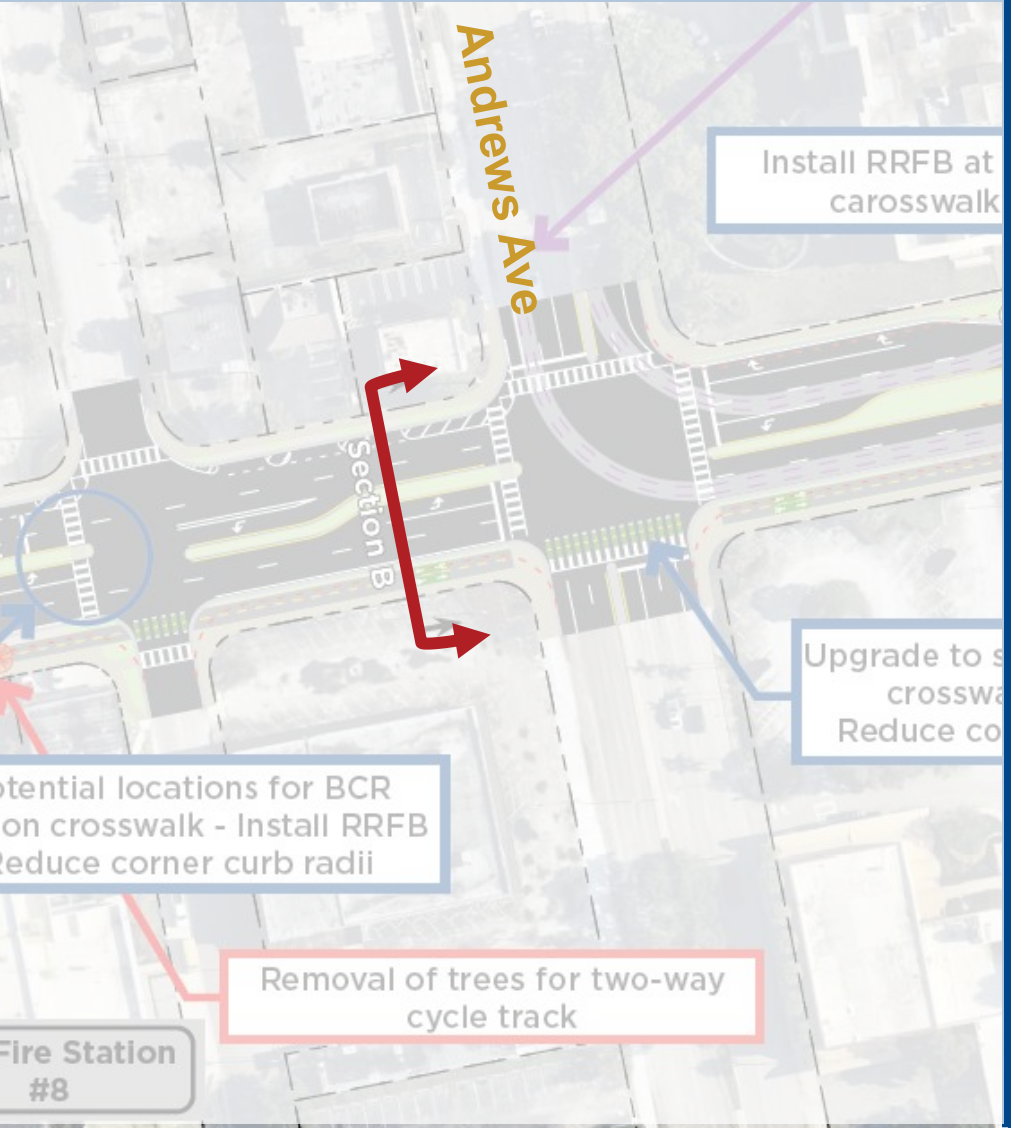 Andrews Ave
Install RRFB at
carosswalk
Section B
Upgrade to s
crosswa
Reduce co
otential locations for BCR
on crosswalk - Install RRFB
Reduce corner curb radii
Removal of trees for two-way
cycle track
Fire Station
#8